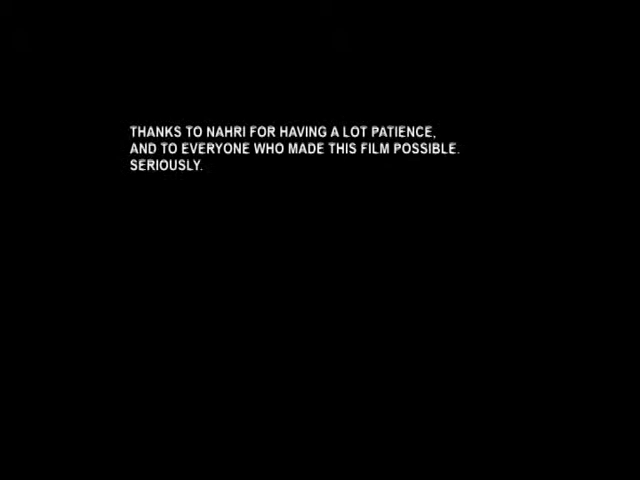 THANKS TO NAHRI FOR HAVING A LOT PATIENCE,
AND TO EVERYONE WHO MADE THIS FILM POSSIBLE.
SERIOUSLY.